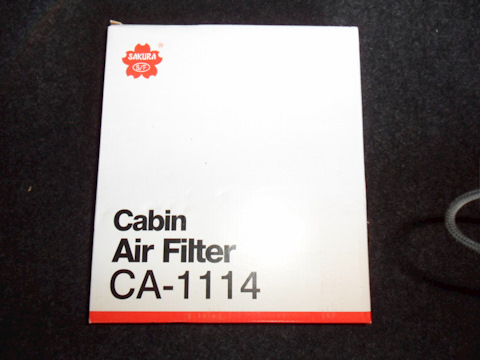 SAKURA
®
S/F
Cabin
Air Filter
CA-1114